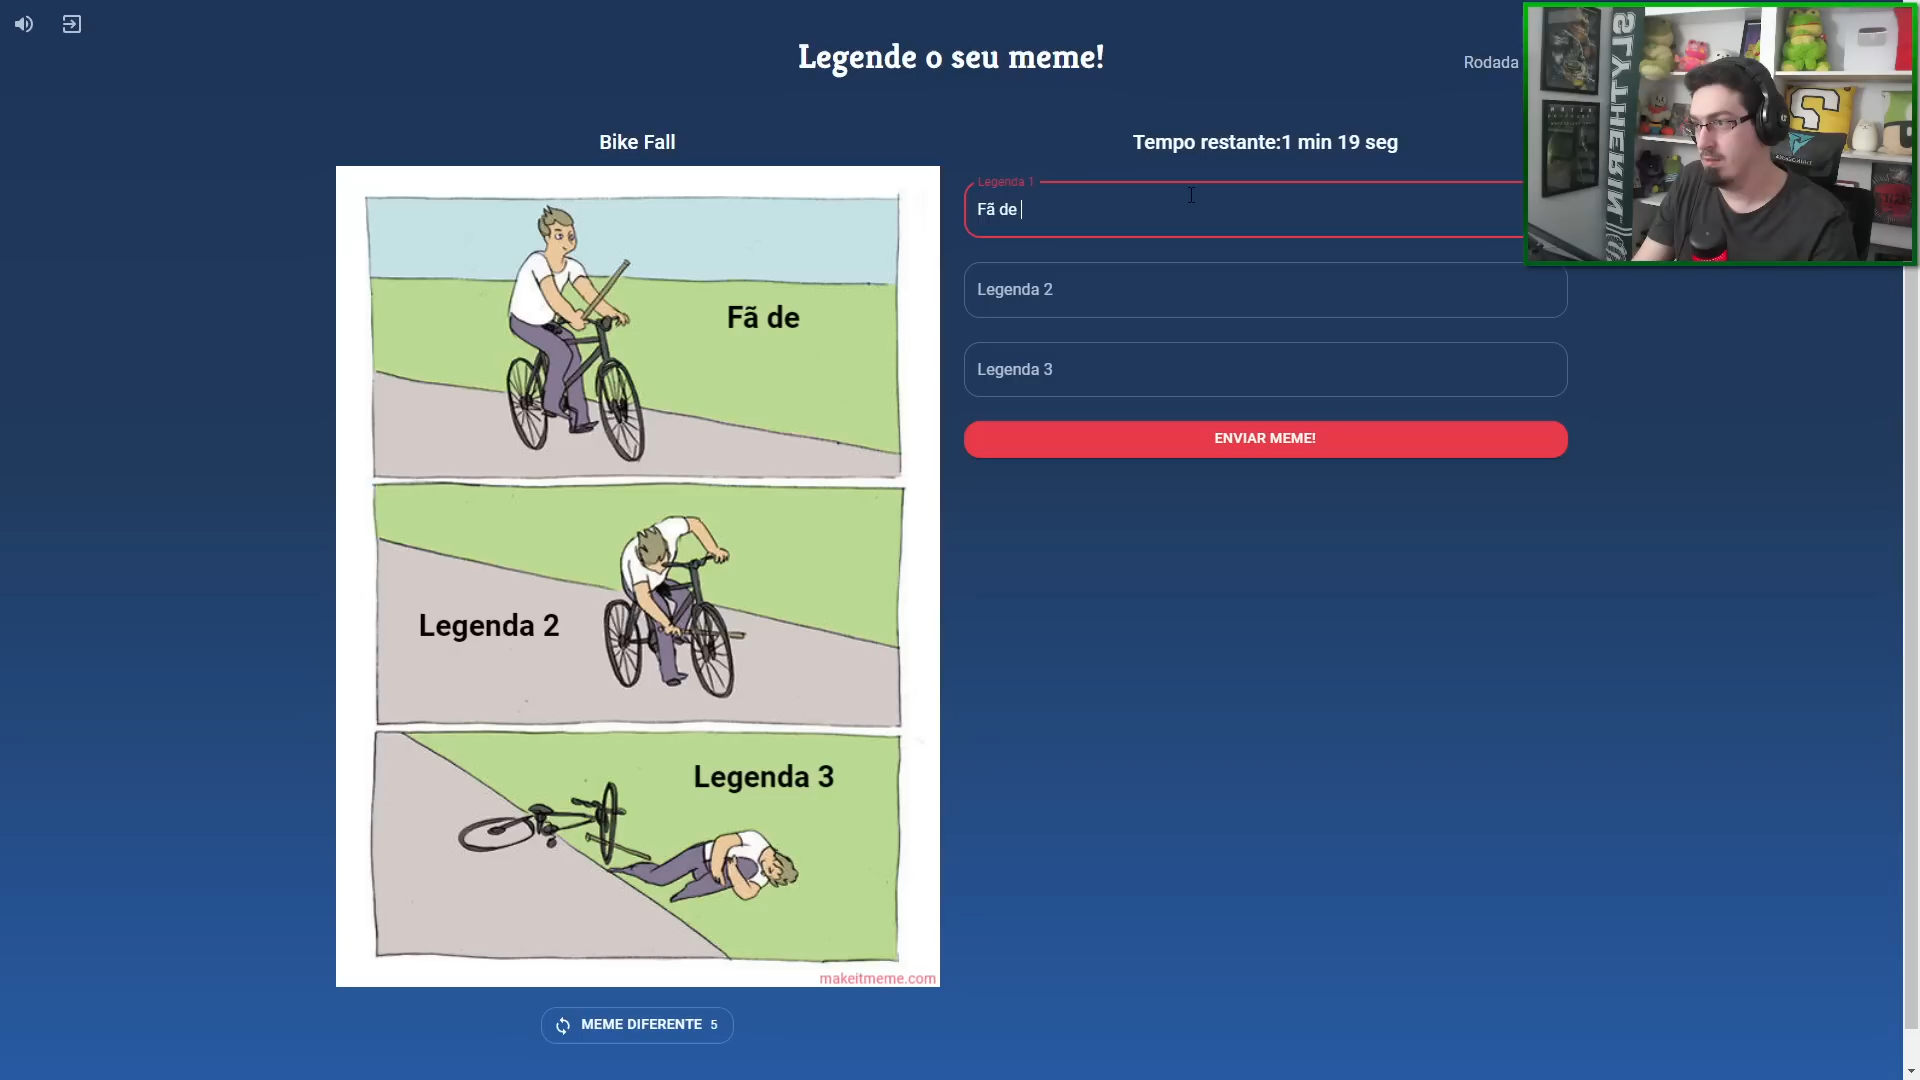 Legende o seu meme!
Rodada
Bike Fall
Tempo restante:1 min 19 seg
Legenda 1
Fã de
Legenda 2
Legenda 3
ENVIAR MEME!
Fã de
Legenda 2
Legenda 3
makeitmeme.com
MEME DIFERENTE 5
SLYTHERIN
S